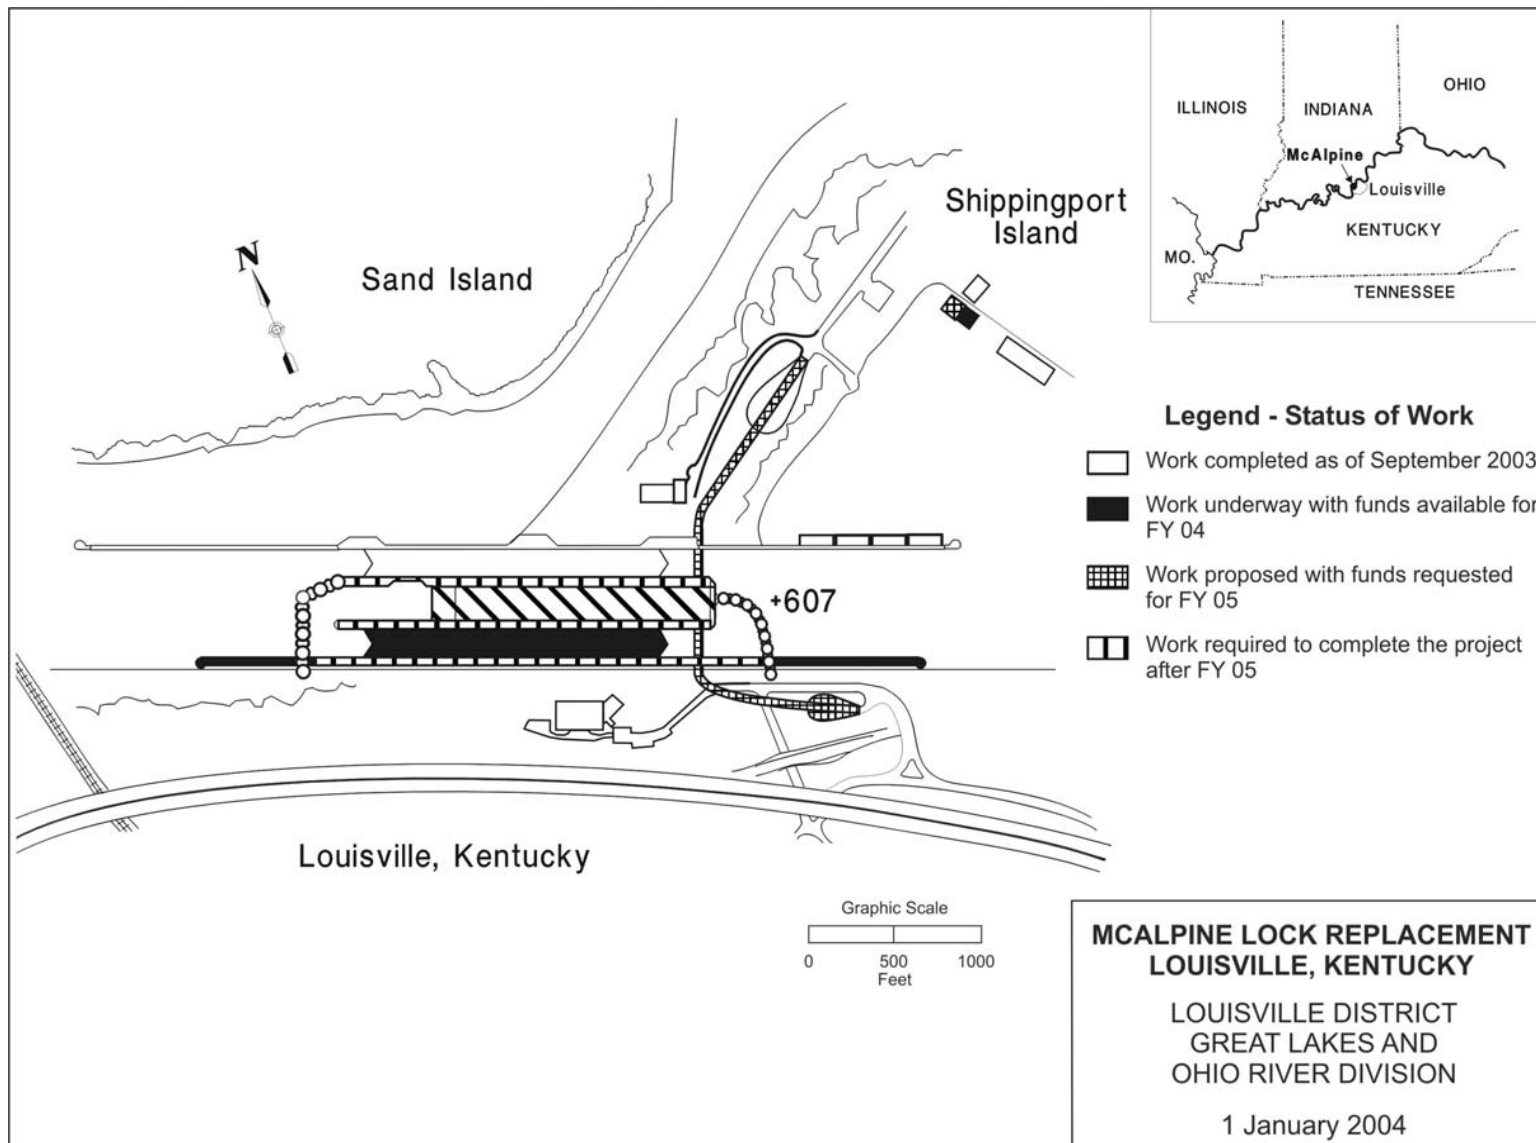 ILLINOIS
INDIANA
OHIO
McAlpine
Louisville
KENTUCKY
MO.
TENNESSEE
N
Sand Island
Shippingport
Island
+607
Legend - Status of Work
Work completed as of September 2003
Work underway with funds available for
FY 04
Work proposed with funds requested
for FY 05
Work required to complete the project
after FY 05
Louisville, Kentucky
Graphic Scale
0 500 1000
Feet
MCALPINE LOCK REPLACEMENT
LOUISVILLE, KENTUCKY
LOUISVILLE DISTRICT
GREAT LAKES AND
OHIO RIVER DIVISION
1 January 2004